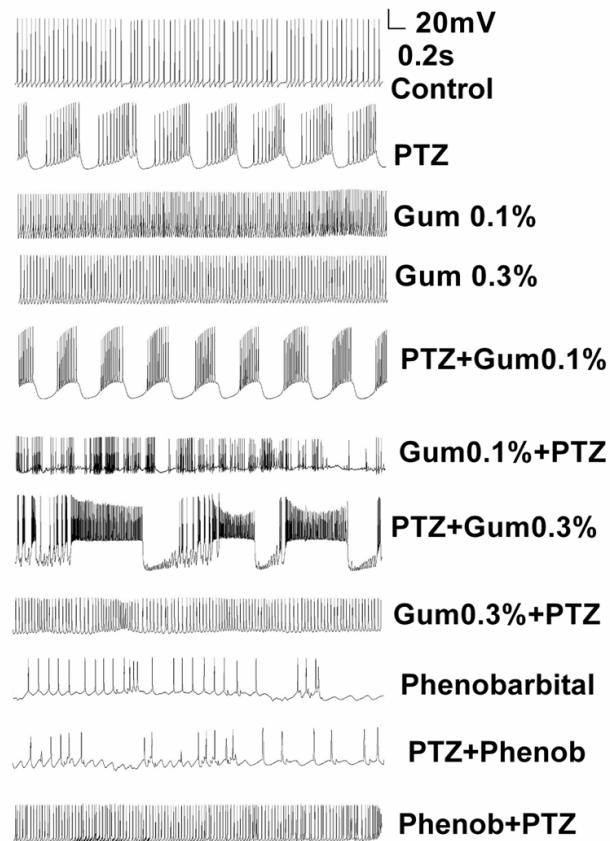 20mV
0.2s
Control
PTZ
Gum 0.1%
Gum 0.3%
PTZ+Gum0.1%
Gum0.1%+PTZ
PTZ+Gum0.3%
Gum0.3%+PTZ
Phenobarbital
PTZ+Phenob
Phenob+PTZ